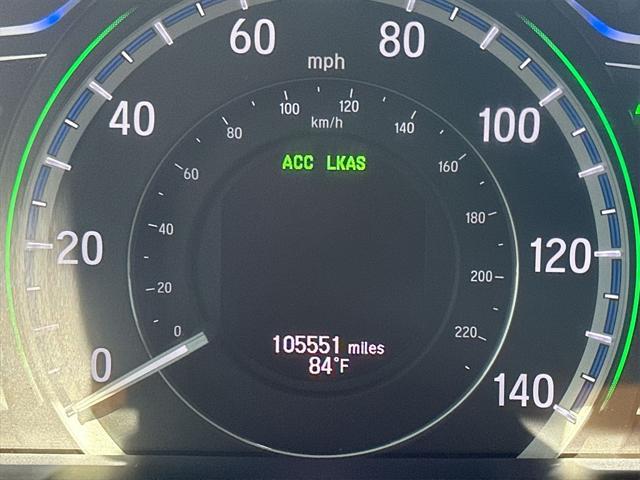 60 80
mph
100 120
km/h
40 80 140 100
ACC LKAS
60 160
40 180
20 120
20 200
0 220
105551 miles
0 84°F 140